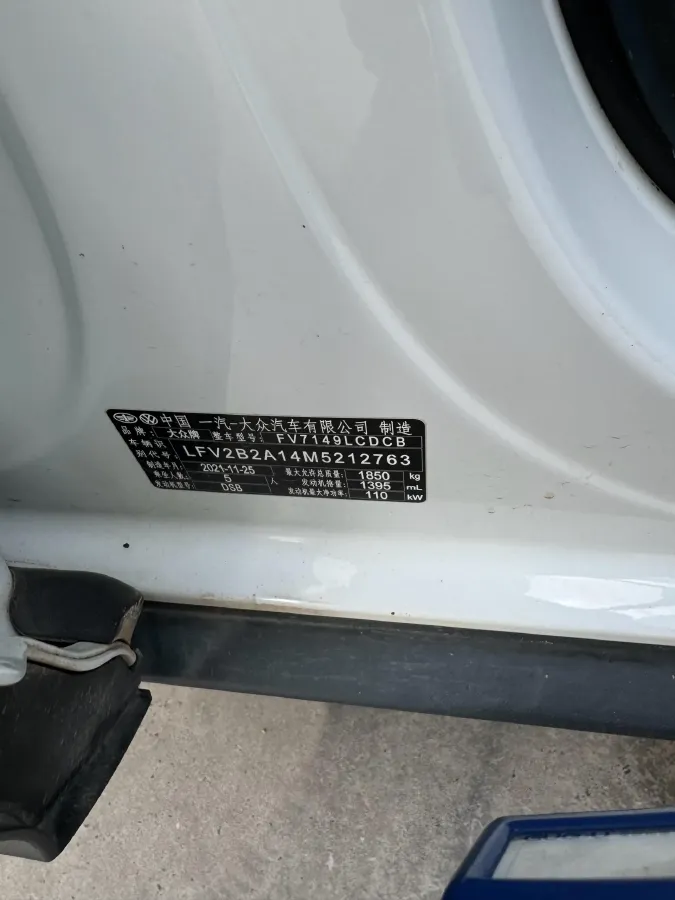 中国 一汽-大众汽车有限公司 制造
品牌: 大众牌 整车型号: FV7149LCDCB
车辆识别代号: LFV2B2A14M5212763
制造年月: 2021-11-25 最大允许总质量: 1850 kg
乘坐人数: 5 人 发动机排量: 1395 mL
发动机型号: DSB 发动机最大净功率: 110 kW